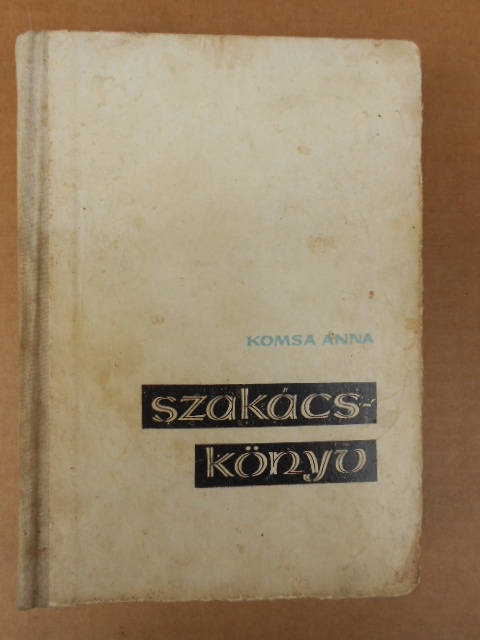 KOMSA ANNA
szakács-
könyv